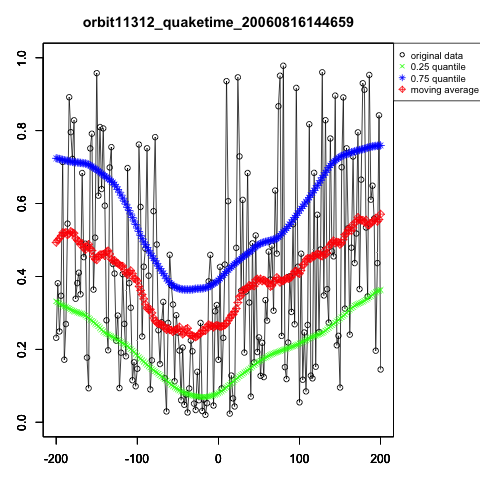 orbit11312_quaketime_20060816144659
original data
0.25 quantile
0.75 quantile
moving average
1.0
0.8
0.6
0.4
0.2
0.0
-200 -100 0 100 200